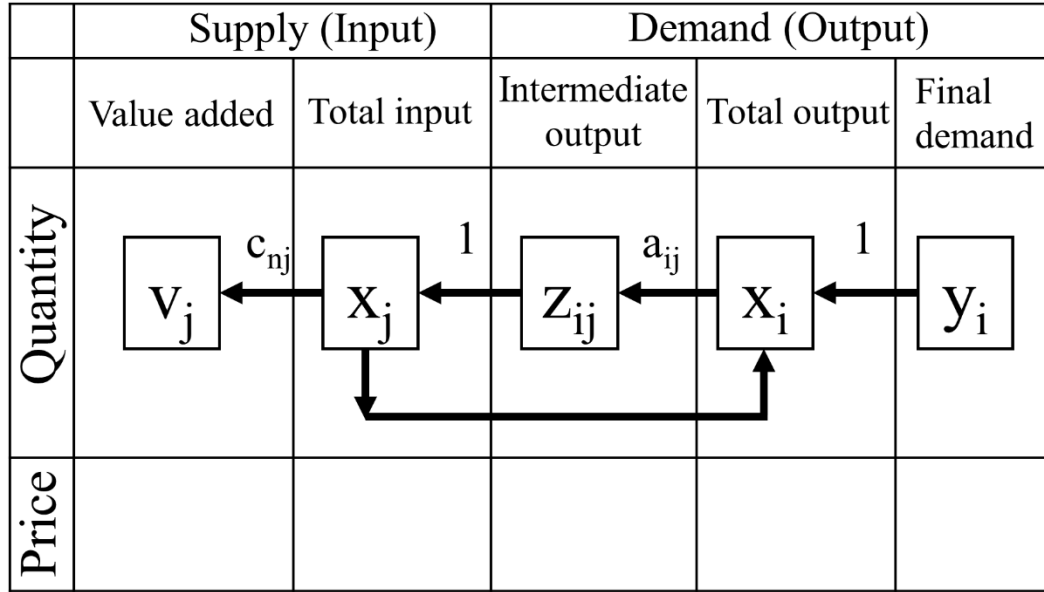 Supply (Input)
Demand (Output)
Value added
Total input
Intermediate
output
Total output
Final
demand
Quantity
c_nj
1
a_ij
1
v_j
x_j
z_ij
x_i
y_i
Price